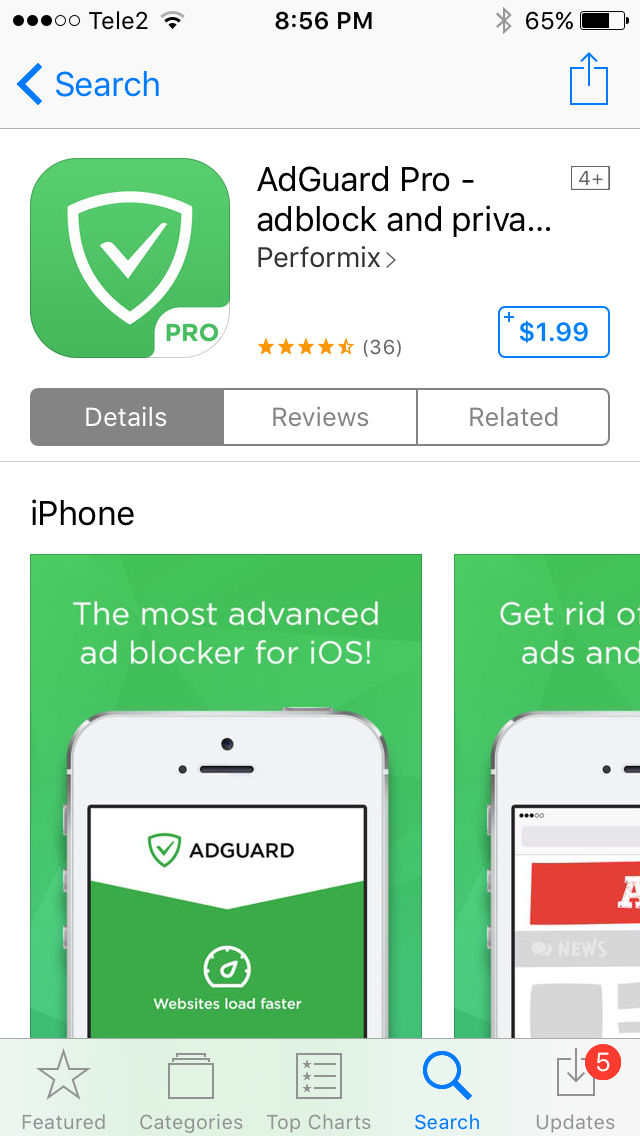 Tele2 8:56 PM 65%
Search
AdGuard Pro -
adblock and priva...
4+
Performix
(36)
+ $1.99
PRO
Details Reviews Related
iPhone
The most advanced
ad blocker for iOS!
ADGUARD
Websites load faster
Get rid of
ads and
A
NEWS
Featured Categories Top Charts Search Updates
5